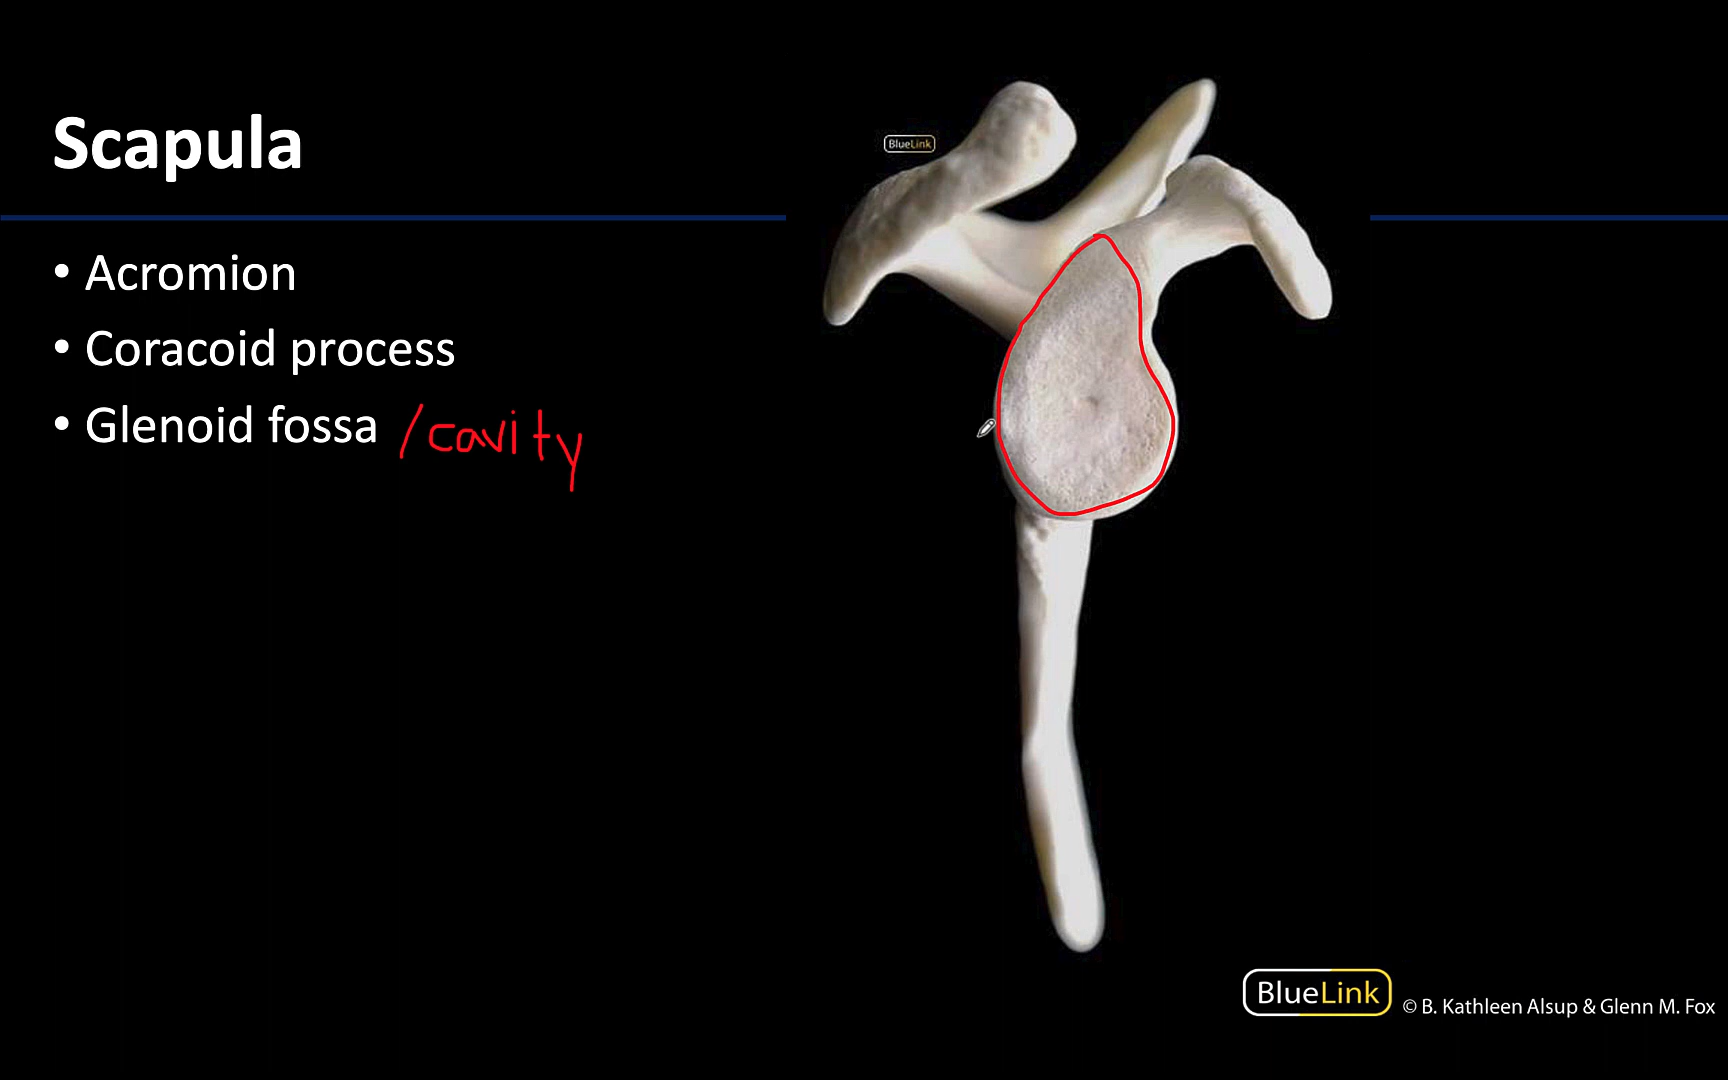 Scapula
BlueLink
• Acromion
• Coracoid process
• Glenoid fossa /cavity
BlueLink © B. Kathleen Alsup & Glenn M. Fox